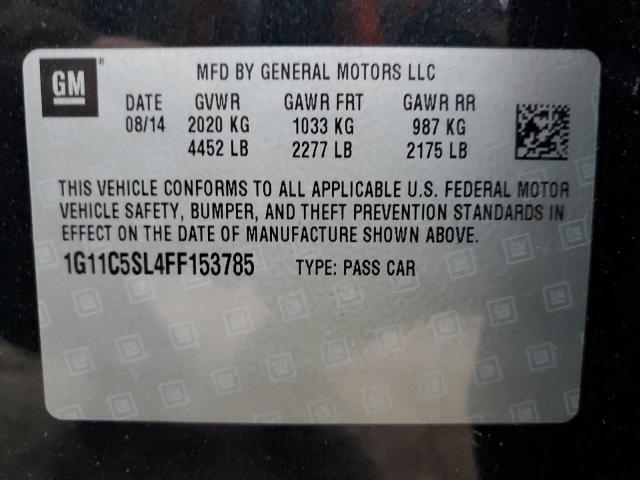 GM
MFD BY GENERAL MOTORS LLC
DATE GVWR GAWR FRT GAWR RR
08/14 2020 KG 1033 KG 987 KG
4452 LB 2277 LB 2175 LB
THIS VEHICLE CONFORMS TO ALL APPLICABLE U.S. FEDERAL MOTOR
VEHICLE SAFETY, BUMPER, AND THEFT PREVENTION STANDARDS IN
EFFECT ON THE DATE OF MANUFACTURE SHOWN ABOVE.
1G11C5SL4FF153785 TYPE: PASS CAR